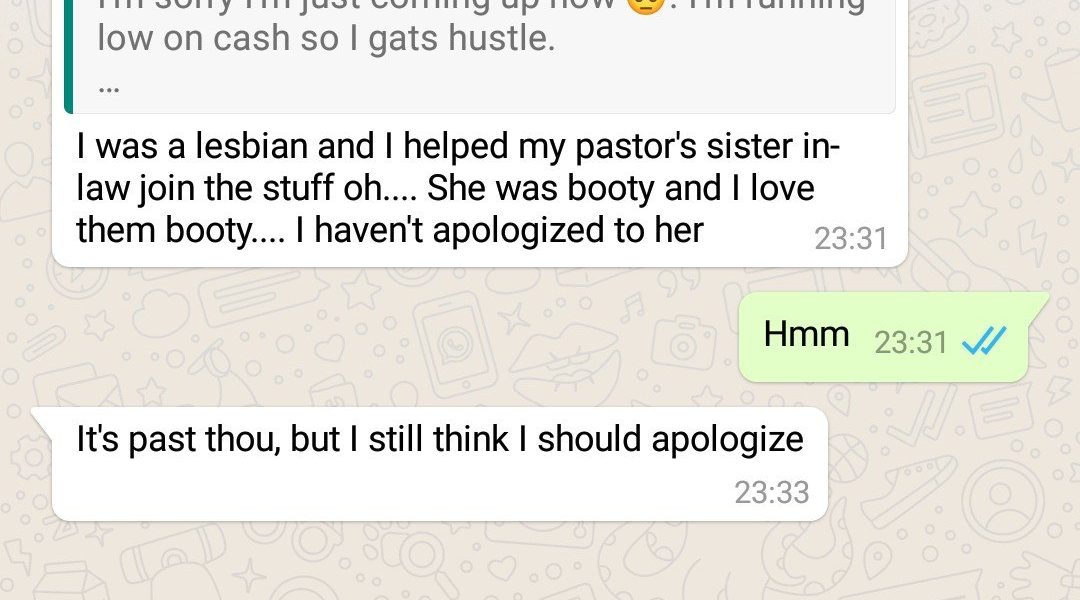 I'm sorry I'm just coming up now 😔. I'm running
low on cash so I gats hustle.
...
I was a lesbian and I helped my pastor's sister in-
law join the stuff oh.... She was booty and I love
them booty.... I haven't apologized to her
23:31
Hmm 23:31
It's past thou, but I still think I should apologize
23:33